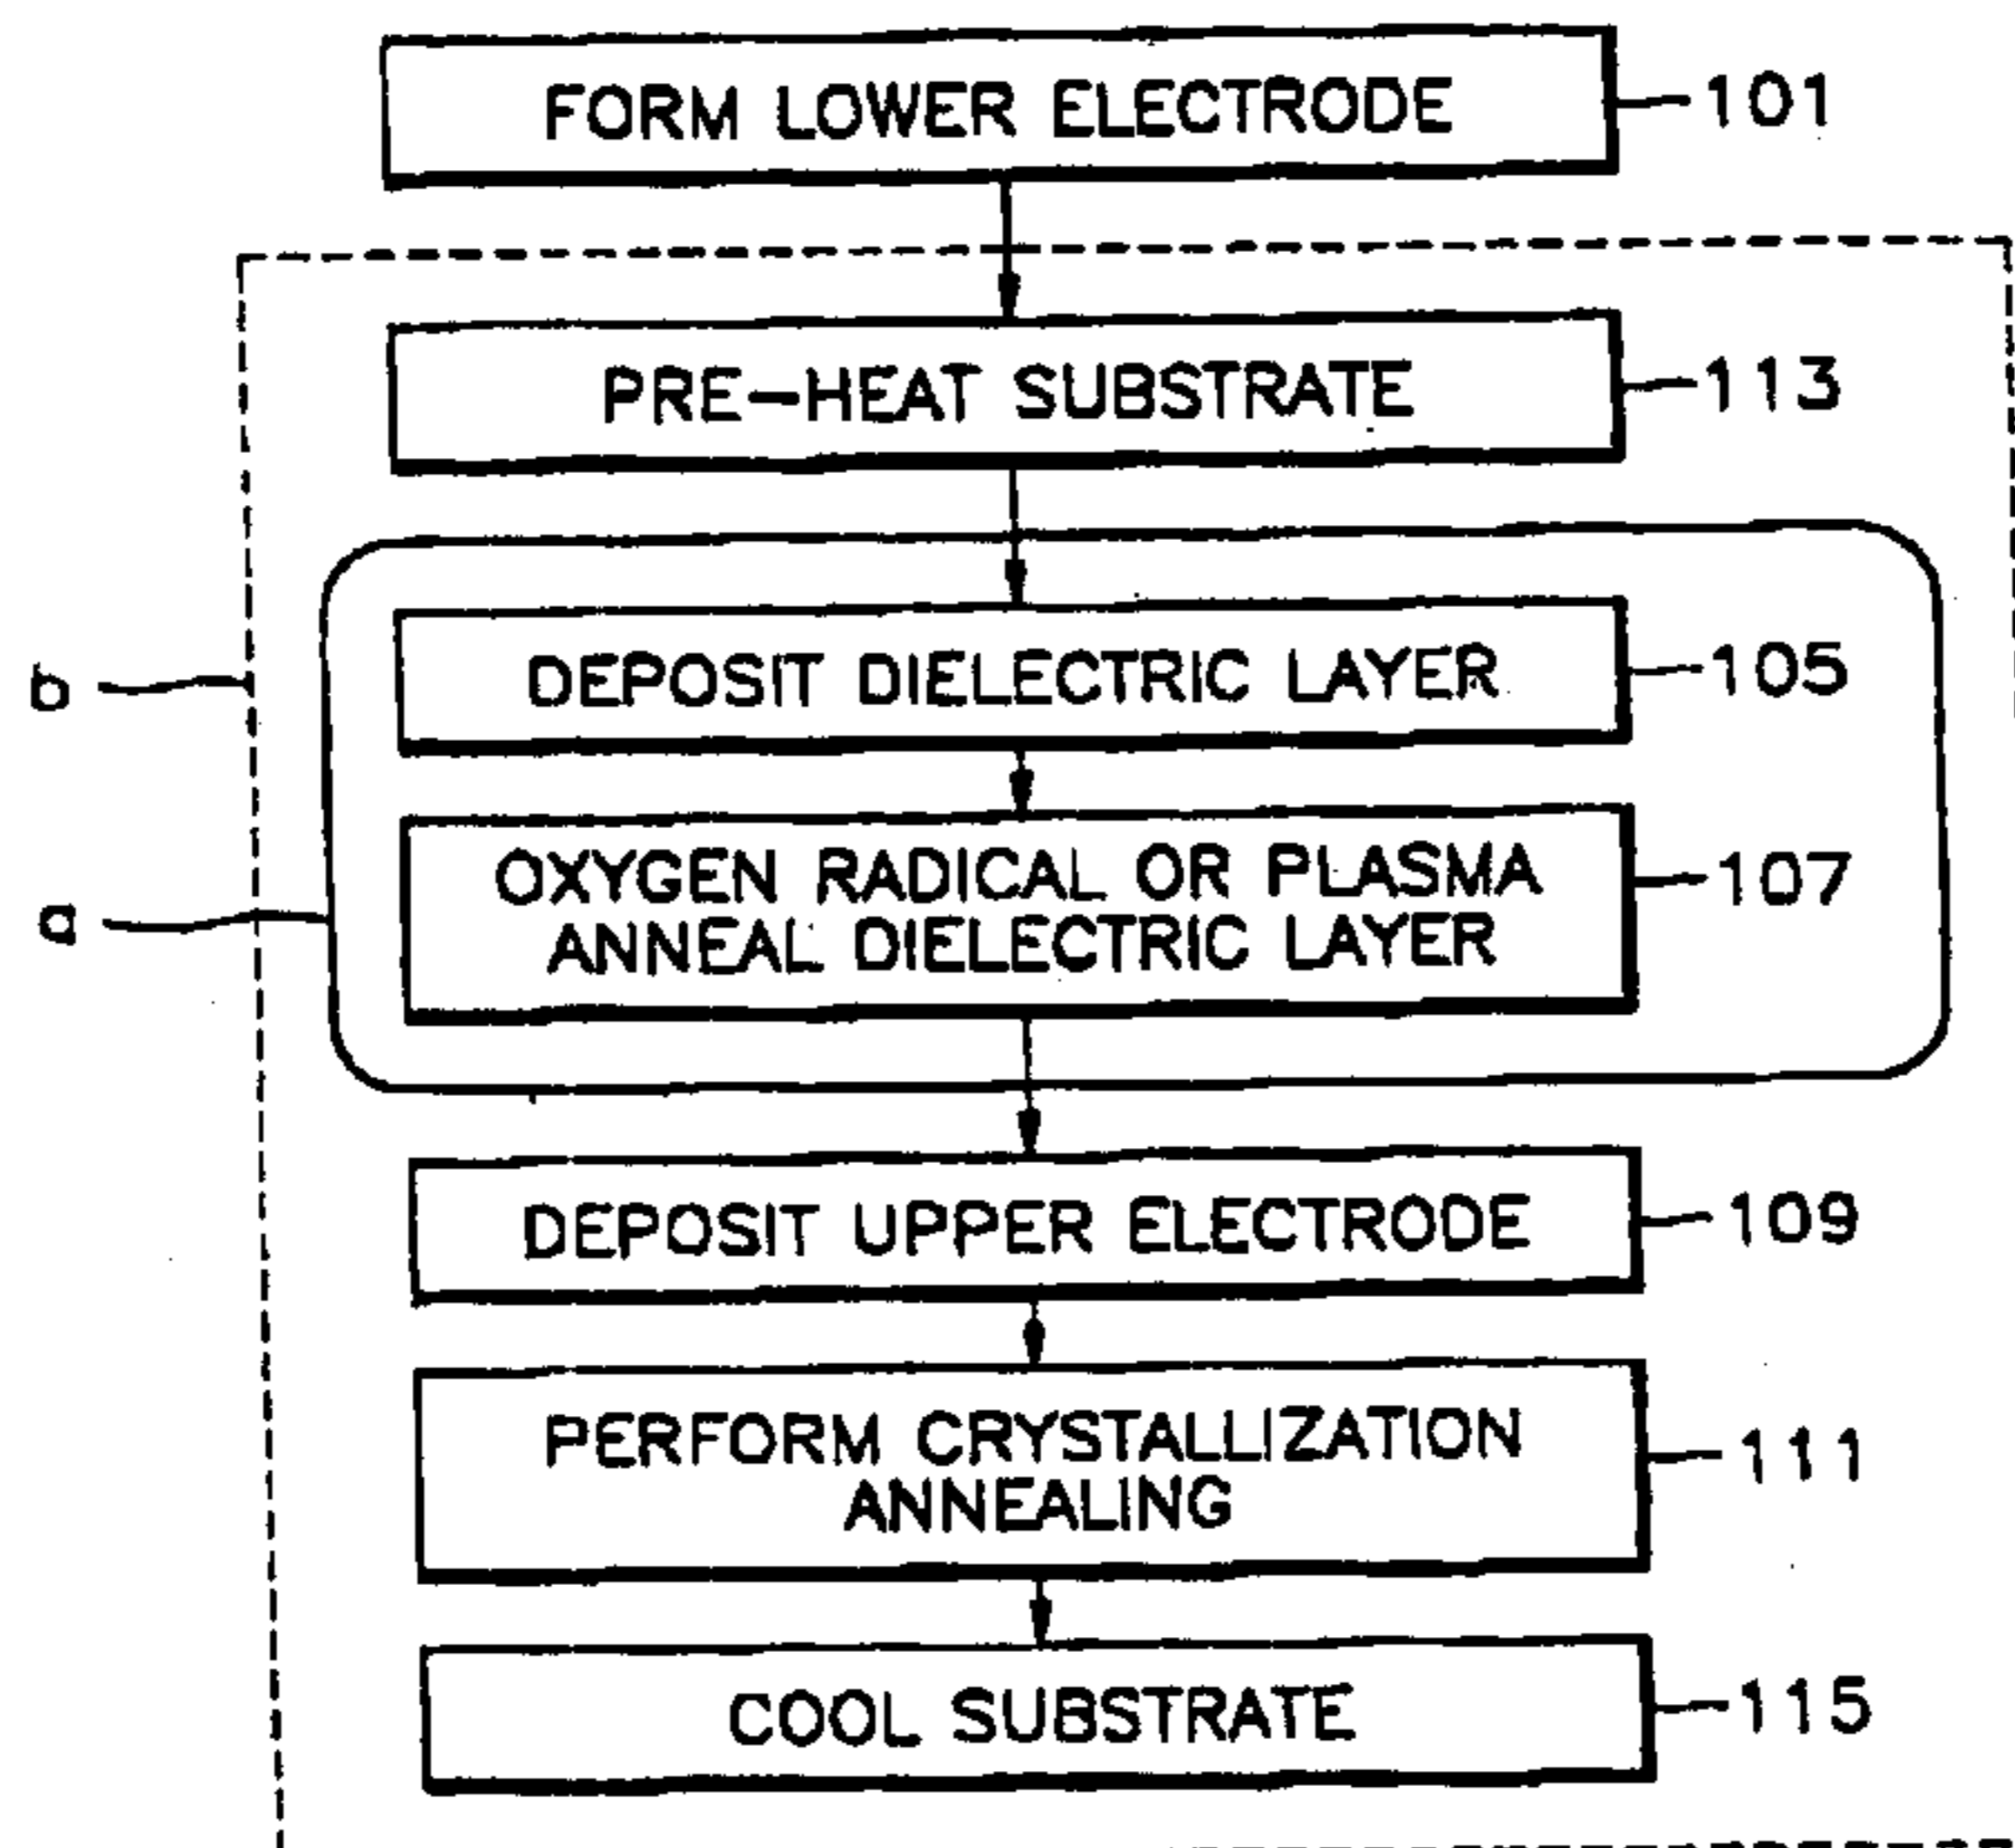 FORM LOWER ELECTRODE
101
PRE-HEAT SUBSTRATE
113
DEPOSIT DIELECTRIC LAYER
105
b
OXYGEN RADICAL OR PLASMA
ANNEAL DIELECTRIC LAYER
107
a
DEPOSIT UPPER ELECTRODE
109
PERFORM CRYSTALLIZATION
ANNEALING
111
COOL SUBSTRATE
115